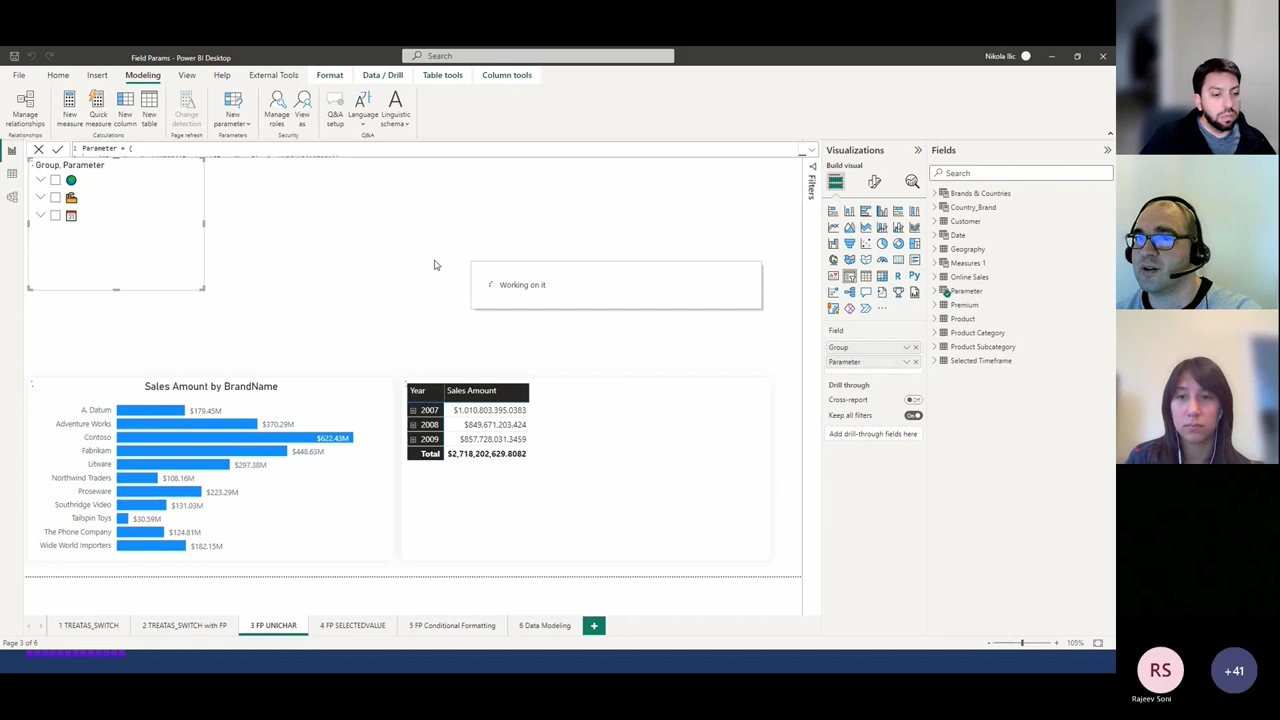 Field Params - Power BI Desktop
Search
Nikola Ilic
File
Home
Insert
Modeling
View
Help
External Tools
Format
Data / Drill
Table tools
Column tools
Manage relationships
New measure
Quick measure
New column
New table
Change detection
New parameter
Manage roles
View as
Q&A setup
Language
Linguistic schema
Relationships
Calculations
Page refresh
Parameters
Security
Q&A
1 Parameter = {
Group, Parameter
Working on it
Sales Amount by BrandName
A. Datum $179.45M
Adventure Works $370.29M
Contoso $622.43M
Fabrikam $448.63M
Litware $297.38M
Northwind Traders $108.16M
Proseware $223.29M
Southridge Video $131.03M
Tailspin Toys $30.59M
The Phone Company $124.81M
Wide World Importers $182.15M
Year Sales Amount
2007 $1.010.803.395.0383
2008 $849.671.203.424
2009 $857.728.031.3459
Total $2,718,202,629.8082
Filters
Visualizations
Build visual
Field
Group
Parameter
Drill through
Cross-report
Off
Keep all filters
On
Add drill-through fields here
Fields
Search
Brands & Countries
Country_Brand
Customer
Date
Geography
Measures 1
Online Sales
Parameter
Premium
Product
Product Category
Product Subcategory
Selected Timeframe
1 TREATAS_SWITCH
2 TREATAS_SWITCH with FP
3 FP UNICHAR
4 FP SELECTEDVALUE
5 FP Conditional Formatting
6 Data Modeling
Page 3 of 6
105%
RS
Rajeev Soni
+41